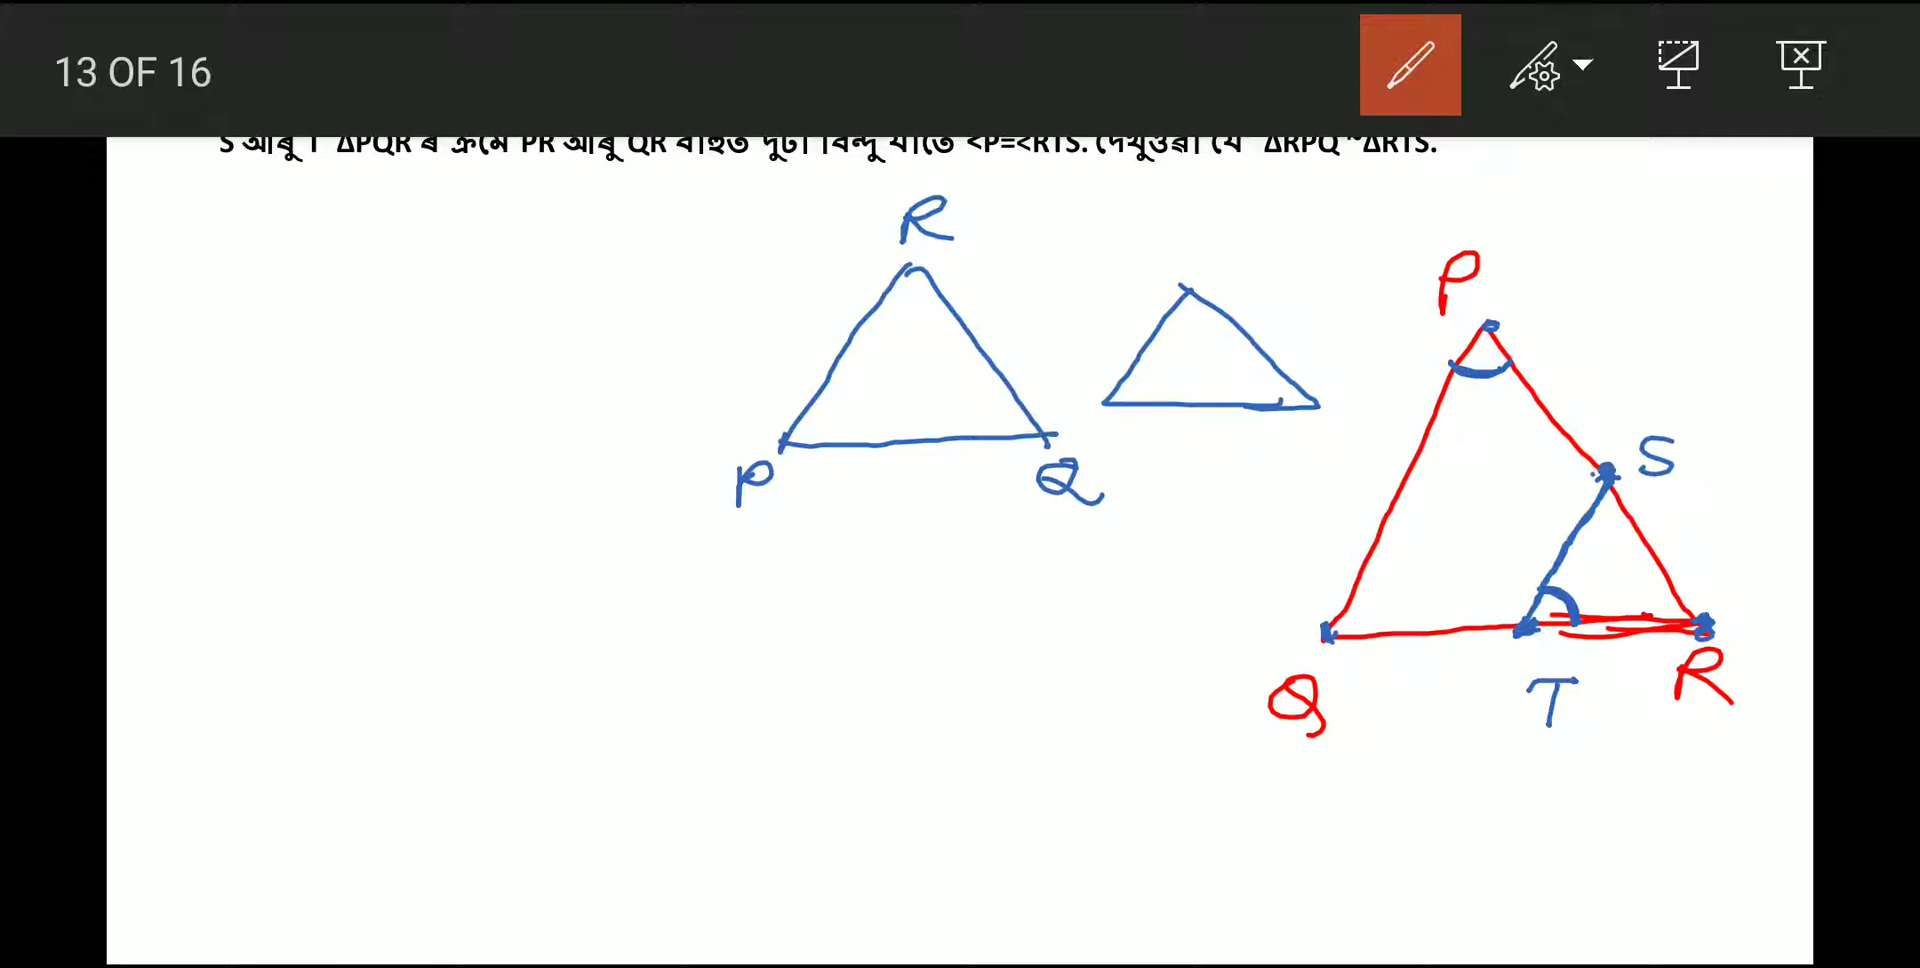 13 OF 16
S আৰু T ΔPQR ৰ ক্ৰমে PR আৰু QR বাহুত দুটা বিন্দু যাতে <P=<RTS. দেখুওৱা যে ΔRPQ ~ΔRTS.
R
P
S
P
Q
Q
T
R